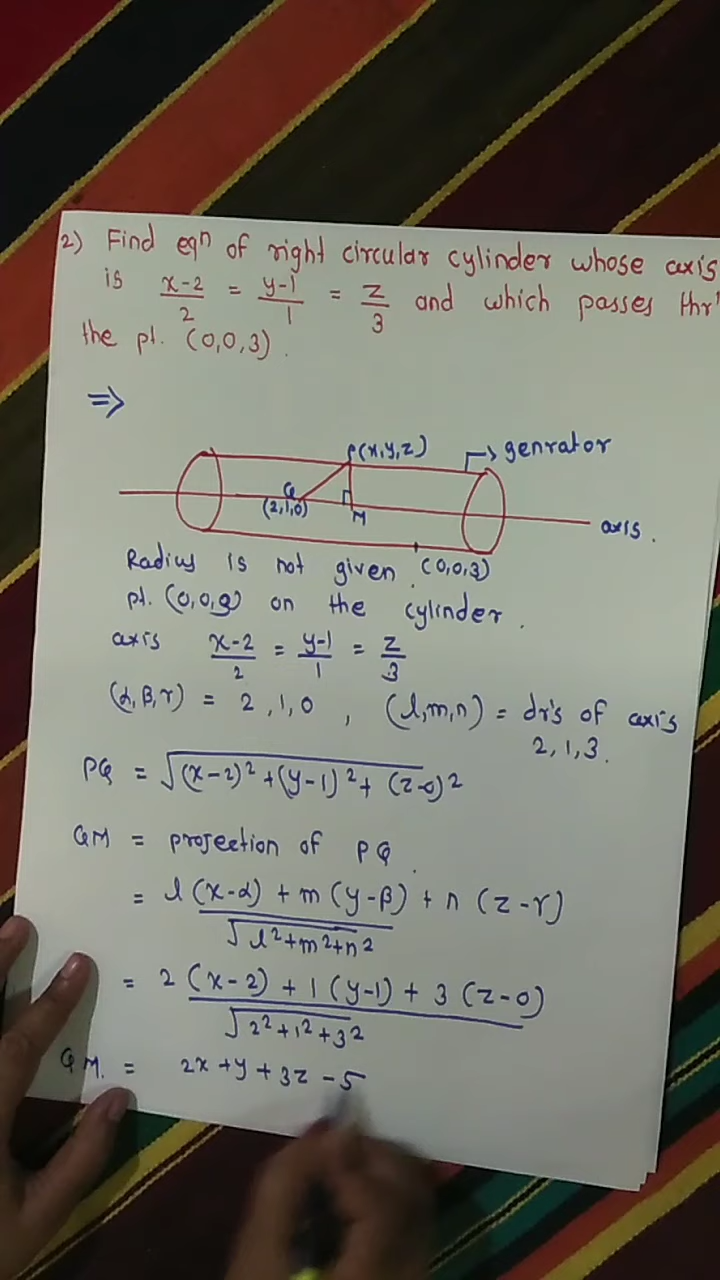 2) Find eqn of right circular cylinder whose axis
is x-2/2 = y-1/1 = z/3 and which passes thr'
the pt. (0,0,3).
=>
P(x,y,z)
→ genrator
Q
(2,1,0)
M
axis.
(0,0,3)
Radius is not given.
pt. (0,0,3) on the cylinder.
axis x-2/2 = y-1/1 = z/3
(α,β,γ) = 2,1,0 , (l,m,n) = dr's of axis
2,1,3.
PQ = √(x-2)² + (y-1)² + (z-0)²
QM = projection of PQ.
= l(x-α) + m(y-β) + n(z-γ) / √l²+m²+n²
= 2(x-2) + 1(y-1) + 3(z-0) / √2²+1²+3²
QM. = 2x+y+3z-5